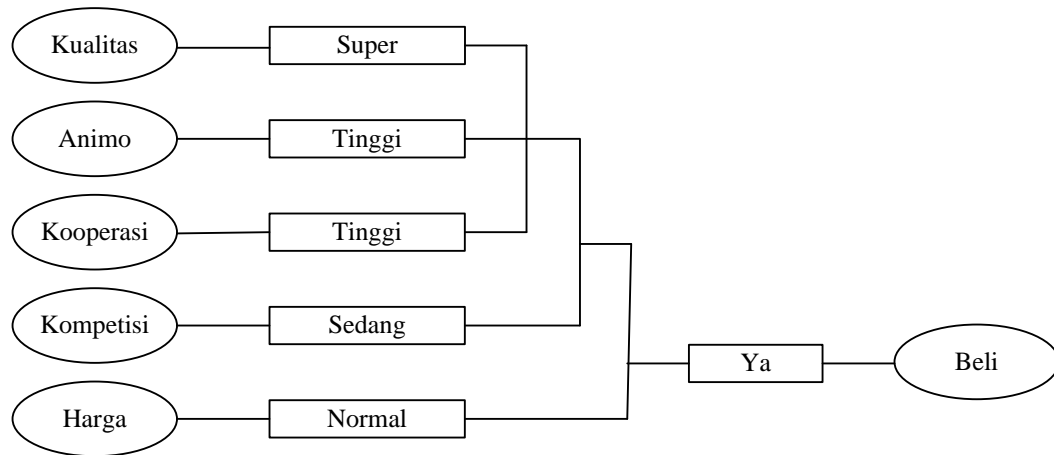 Kualitas
Super
Animo
Tinggi
Kooperasi
Tinggi
Kompetisi
Sedang
Ya
Beli
Harga
Normal